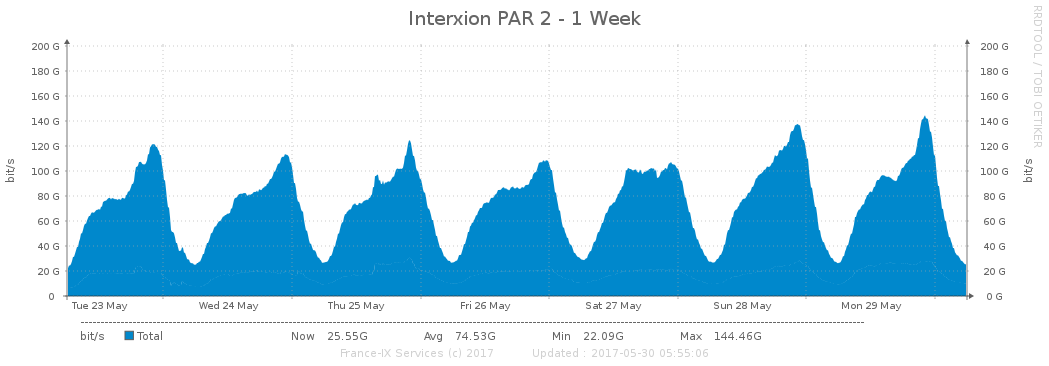 Interxion PAR 2 - 1 Week
RRDTOOL / TOBI OETIKER
200 G 200 G
180 G 180 G
160 G 160 G
140 G 140 G
120 G 120 G
100 G 100 G
80 G 80 G
60 G 60 G
40 G 40 G
20 G 20 G
0 0 G
bit/s bit/s
Tue 23 May Wed 24 May Thu 25 May Fri 26 May Sat 27 May Sun 28 May Mon 29 May
bit/s Total Now 25.55G Avg 74.53G Min 22.09G Max 144.46G
France-IX Services (c) 2017 Updated : 2017-05-30 05:55:06